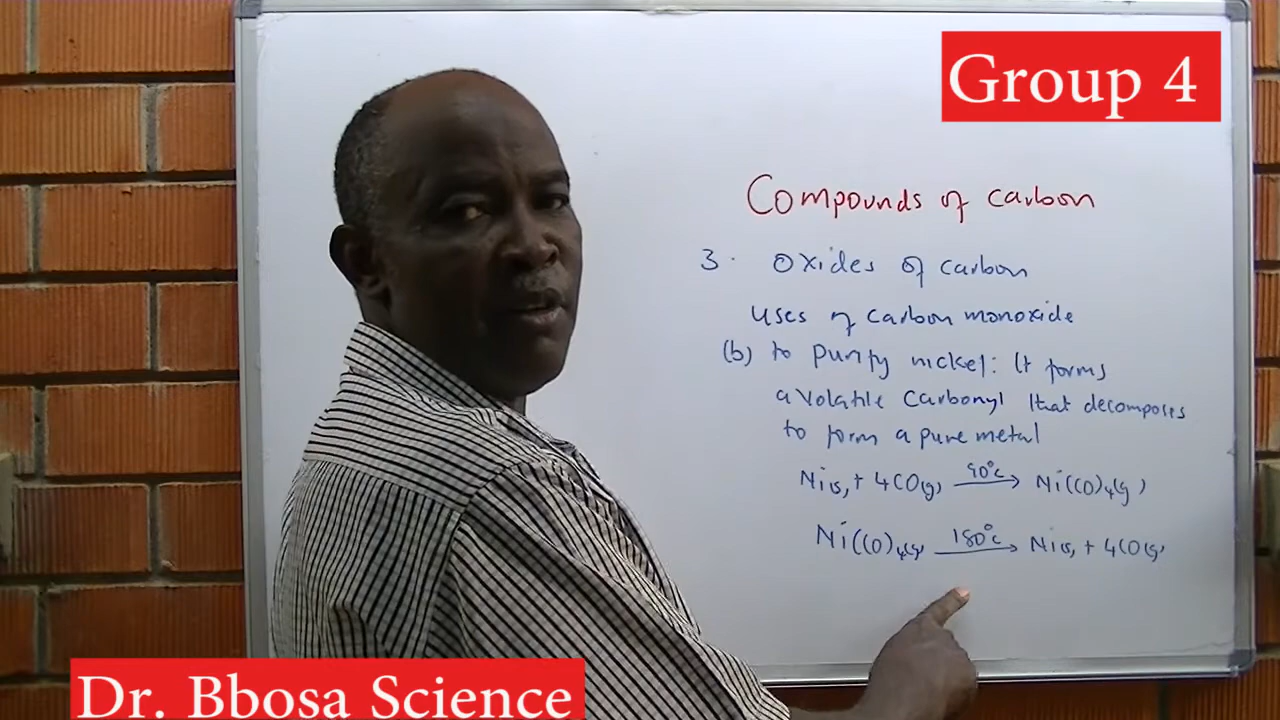 Group 4
Compounds of carbon
3. Oxides of carbon
Uses of carbon monoxide
(b) to purify nickel: It forms
a volatile carbonyl that decomposes
to form a pure metal
Ni(s) + 4CO(g) 90°C → Ni(CO)4(g)
Ni(CO)4(g) 180°C → Ni(s) + 4CO(g)
Dr. Bbosa Science